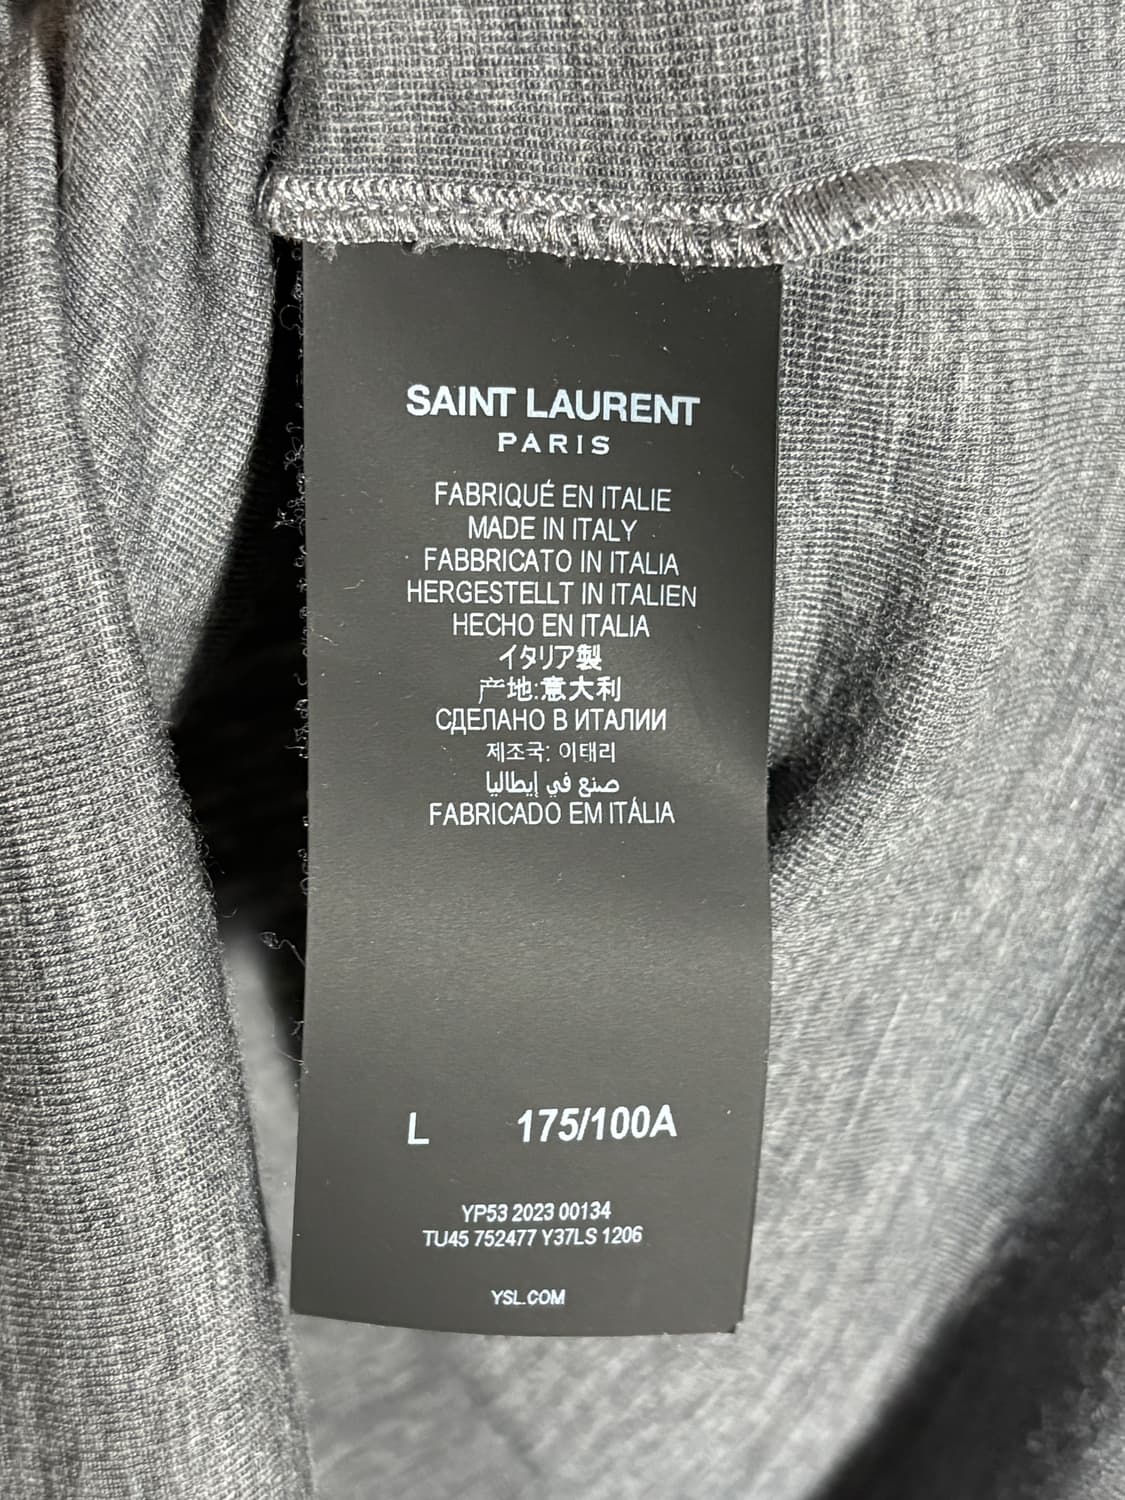 SAINT LAURENT
PARIS
FABRIQUÉ EN ITALIE
MADE IN ITALY
FABBRICATO IN ITALIA
HERGESTELLT IN ITALIEN
HECHO EN ITALIA
イタリア製
产地:意大利
СДЕЛАНО В ИТАЛИИ
제조국: 이태리
صنع في إيطاليا
FABRICADO EM ITÁLIA
L 175/100A
YP53 2023 00134
TU45 752477 Y37LS 1206
YSL.COM